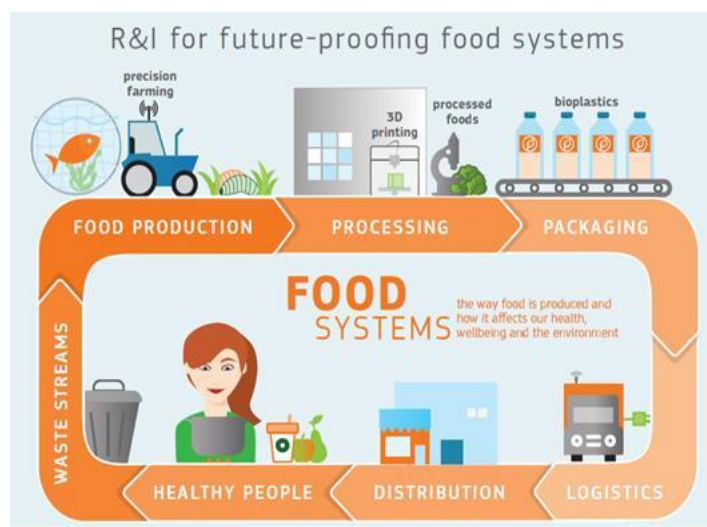 R&I for future-proofing food systems
precision
farming
3D
printing
processed
foods
bioplastics
FOOD PRODUCTION
PROCESSING
PACKAGING
FOOD
SYSTEMS
the way food is produced and
how it affects our health,
wellbeing and the environment
WASTE STREAMS
HEALTHY PEOPLE
DISTRIBUTION
LOGISTICS